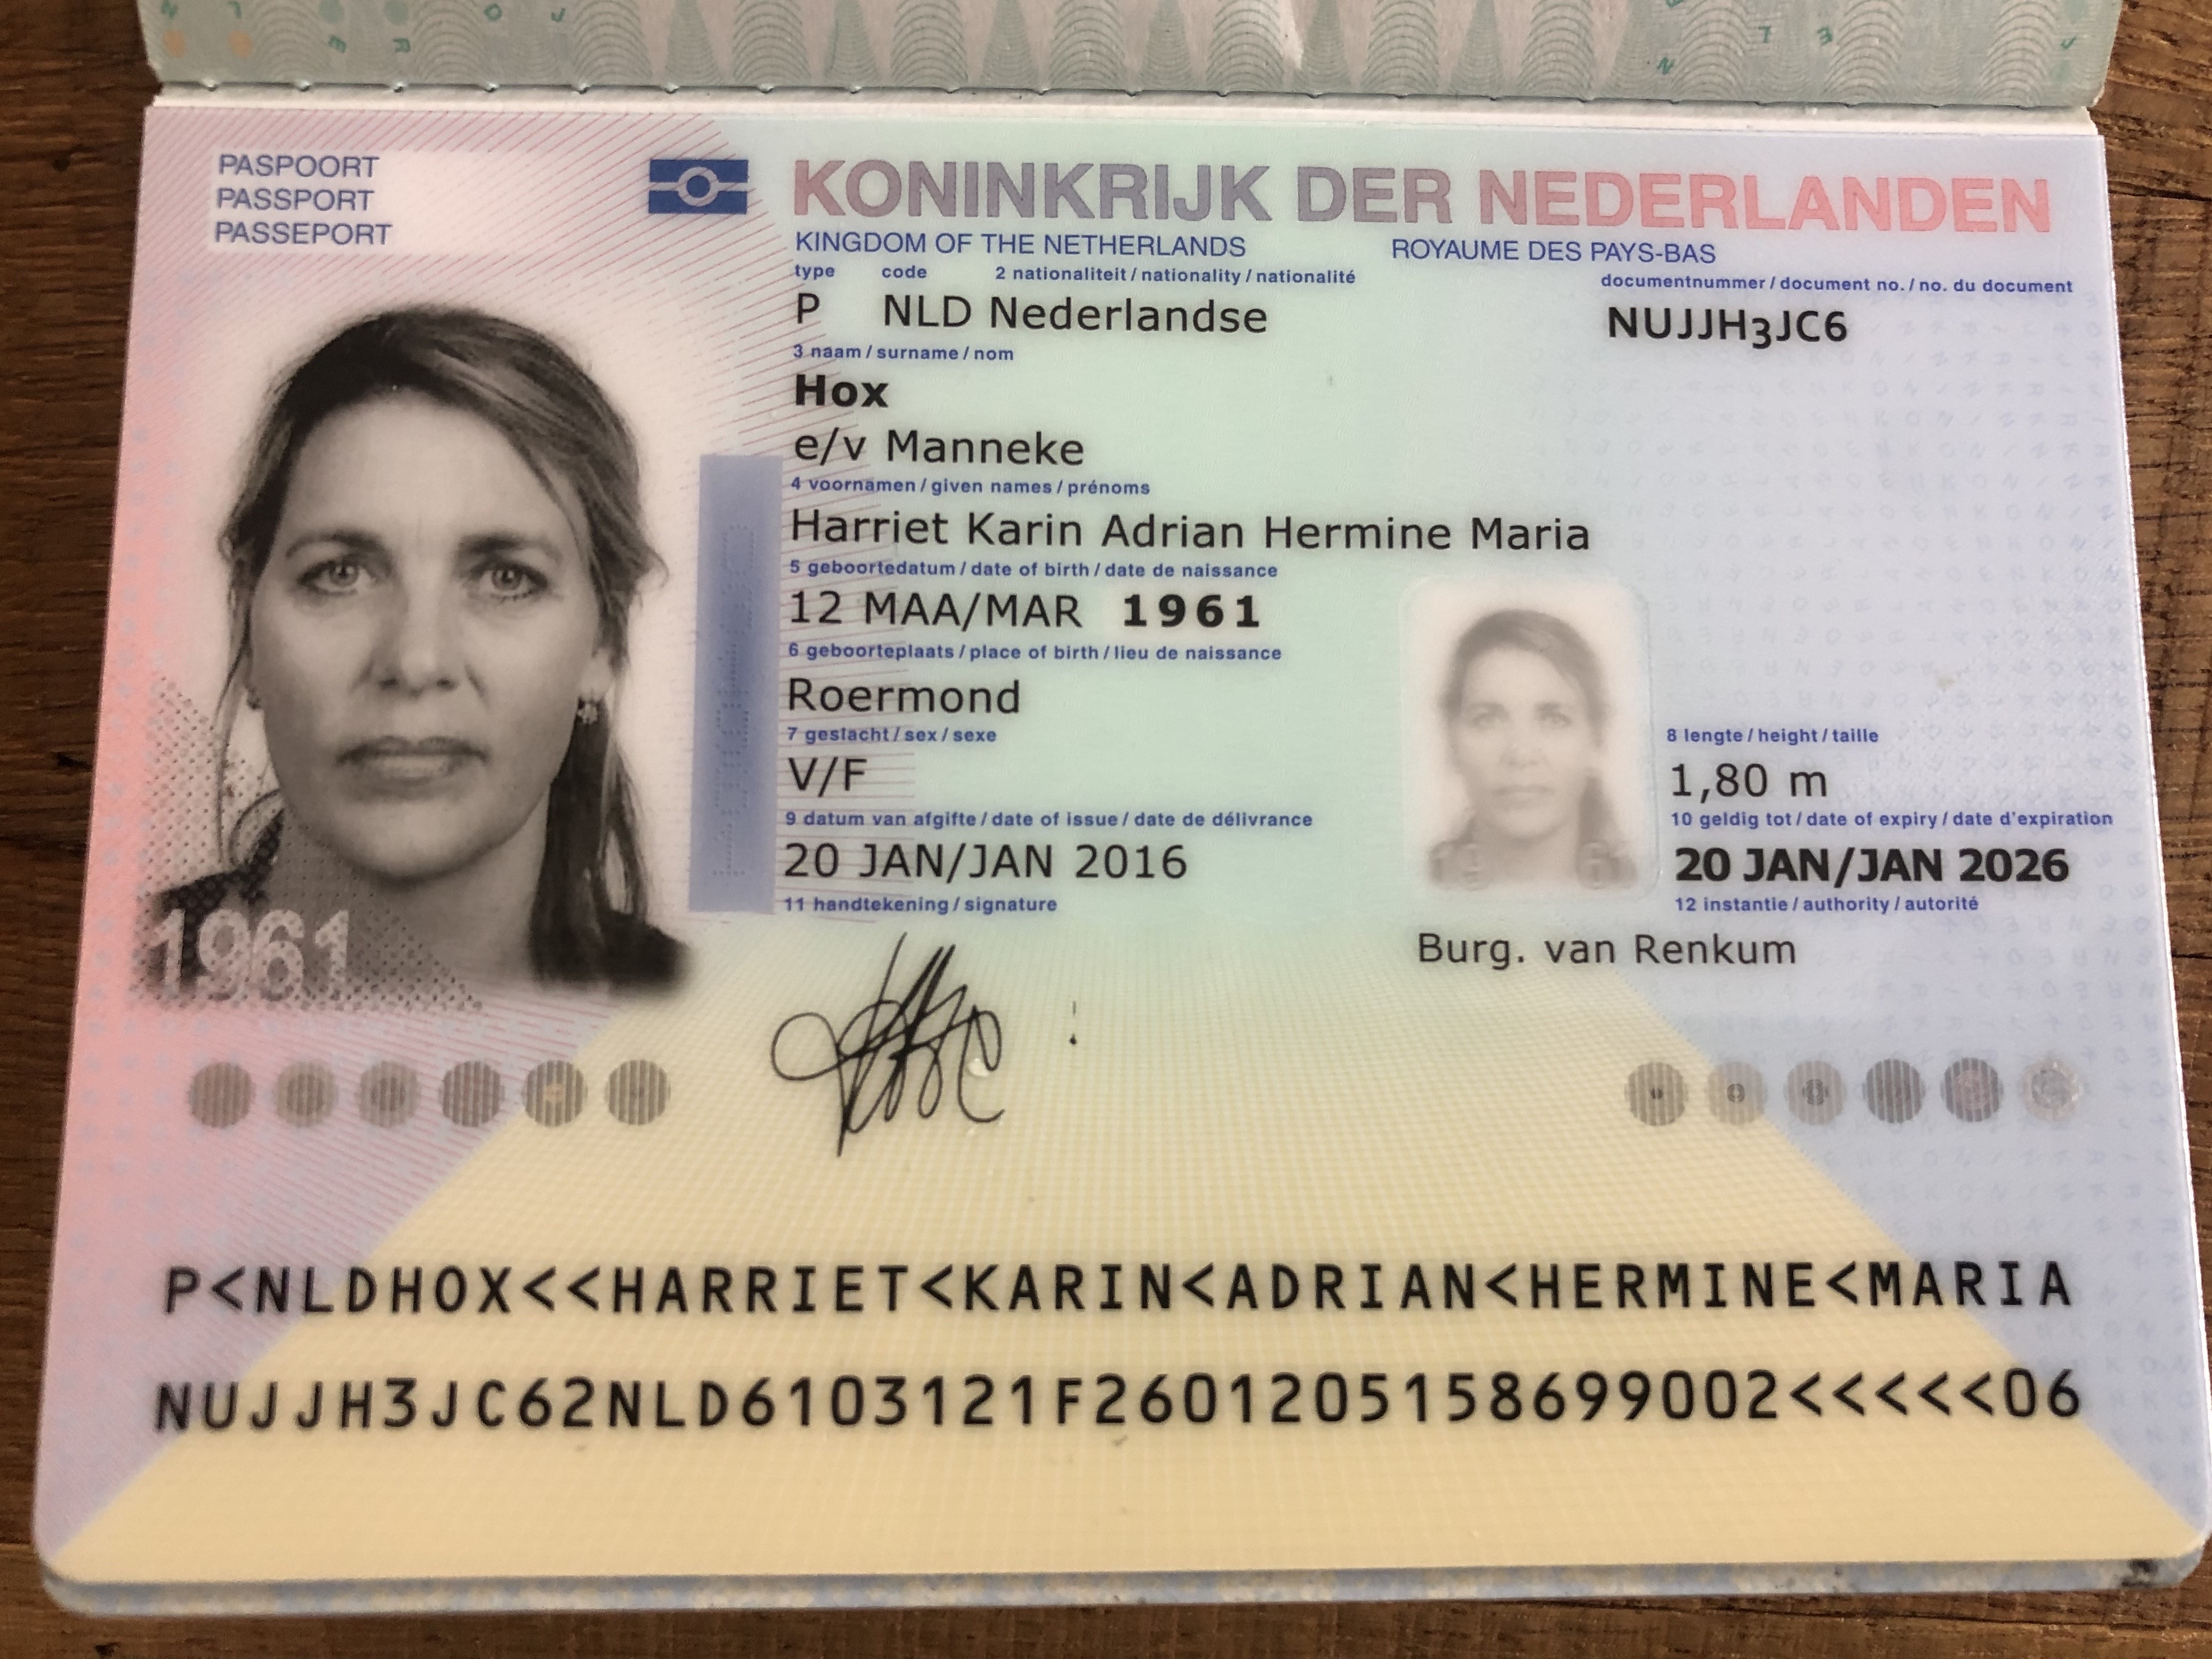 PASPOORT
PASSPORT
PASSEPORT
KONINKRIJK DER NEDERLANDEN
KINGDOM OF THE NETHERLANDS ROYAUME DES PAYS-BAS
type code 2 nationaliteit / nationality / nationalité documentnummer / document no. / no. du document
P NLD Nederlandse NUJJH3JC6
3 naam / surname / nom
Hox
e/v Manneke
4 voornamen / given names / prénoms
Harriet Karin Adrian Hermine Maria
5 geboortedatum / date of birth / date de naissance
12 MAA/MAR 1961
6 geboorteplaats / place of birth / lieu de naissance
Roermond
7 geslacht / sex / sexe 8 lengte / height / taille
V/F 1,80 m
9 datum van afgifte / date of issue / date de délivrance 10 geldig tot / date of expiry / date d'expiration
20 JAN/JAN 2016 20 JAN/JAN 2026
11 handtekening / signature 12 instantie / authority / autorité
Burg. van Renkum
1961
P<NLDHOX<<HARRIET<KARIN<ADRIAN<HERMINE<MARIA
NUJJH3JC62NLD6103121F2601205158699002<<<<<06